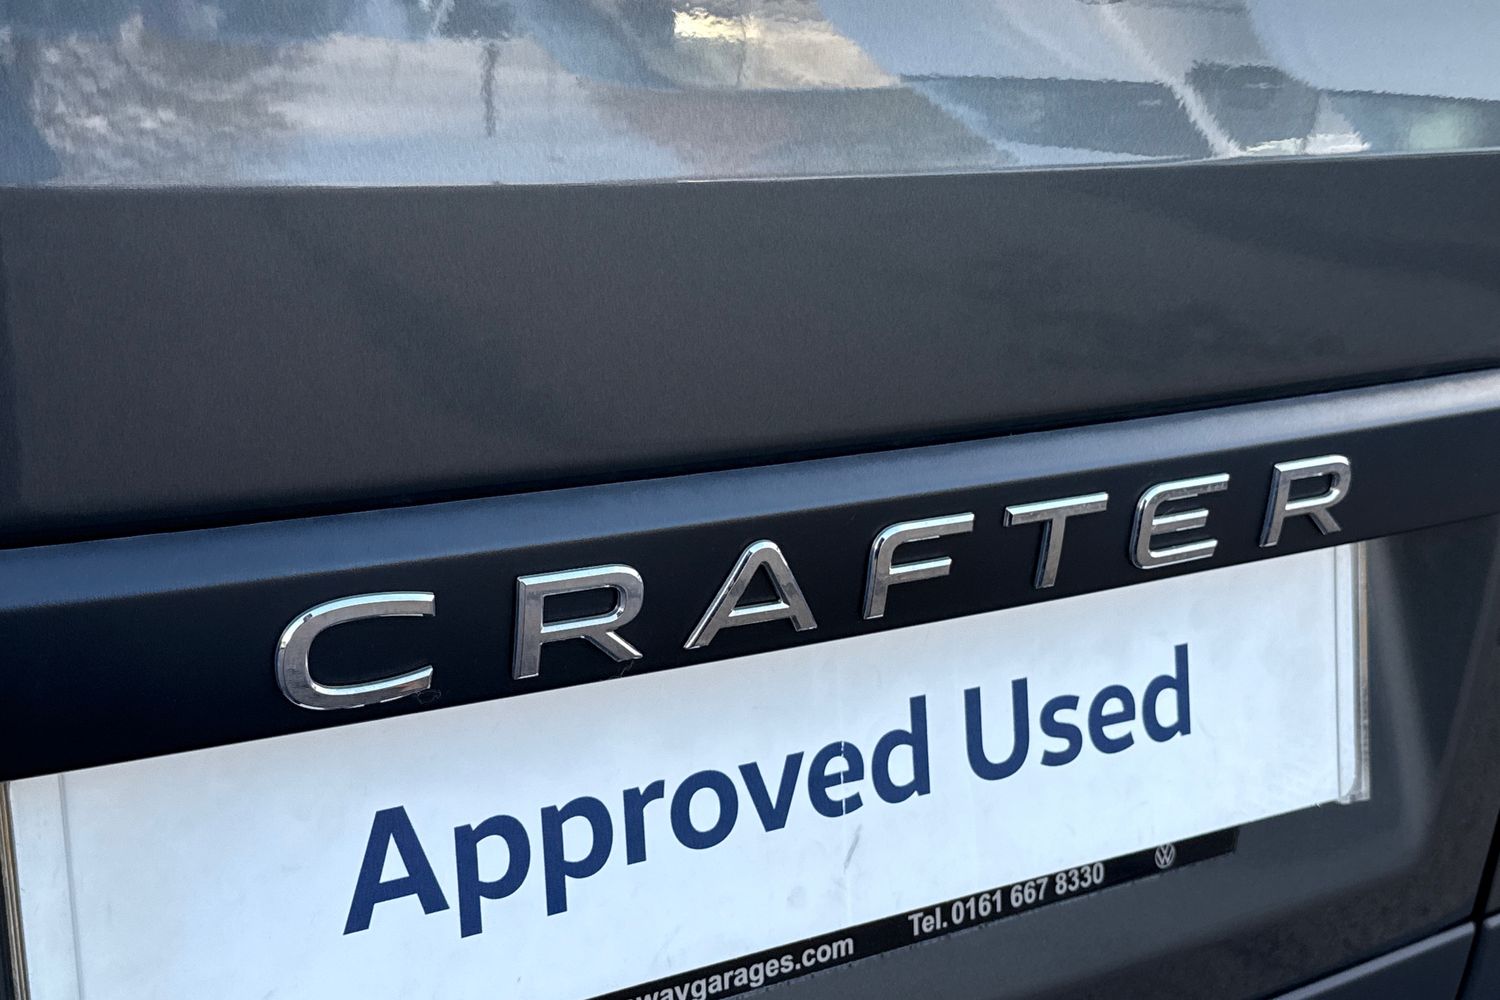 CRAFTER
Approved Used
Tel. 0161 667 8330